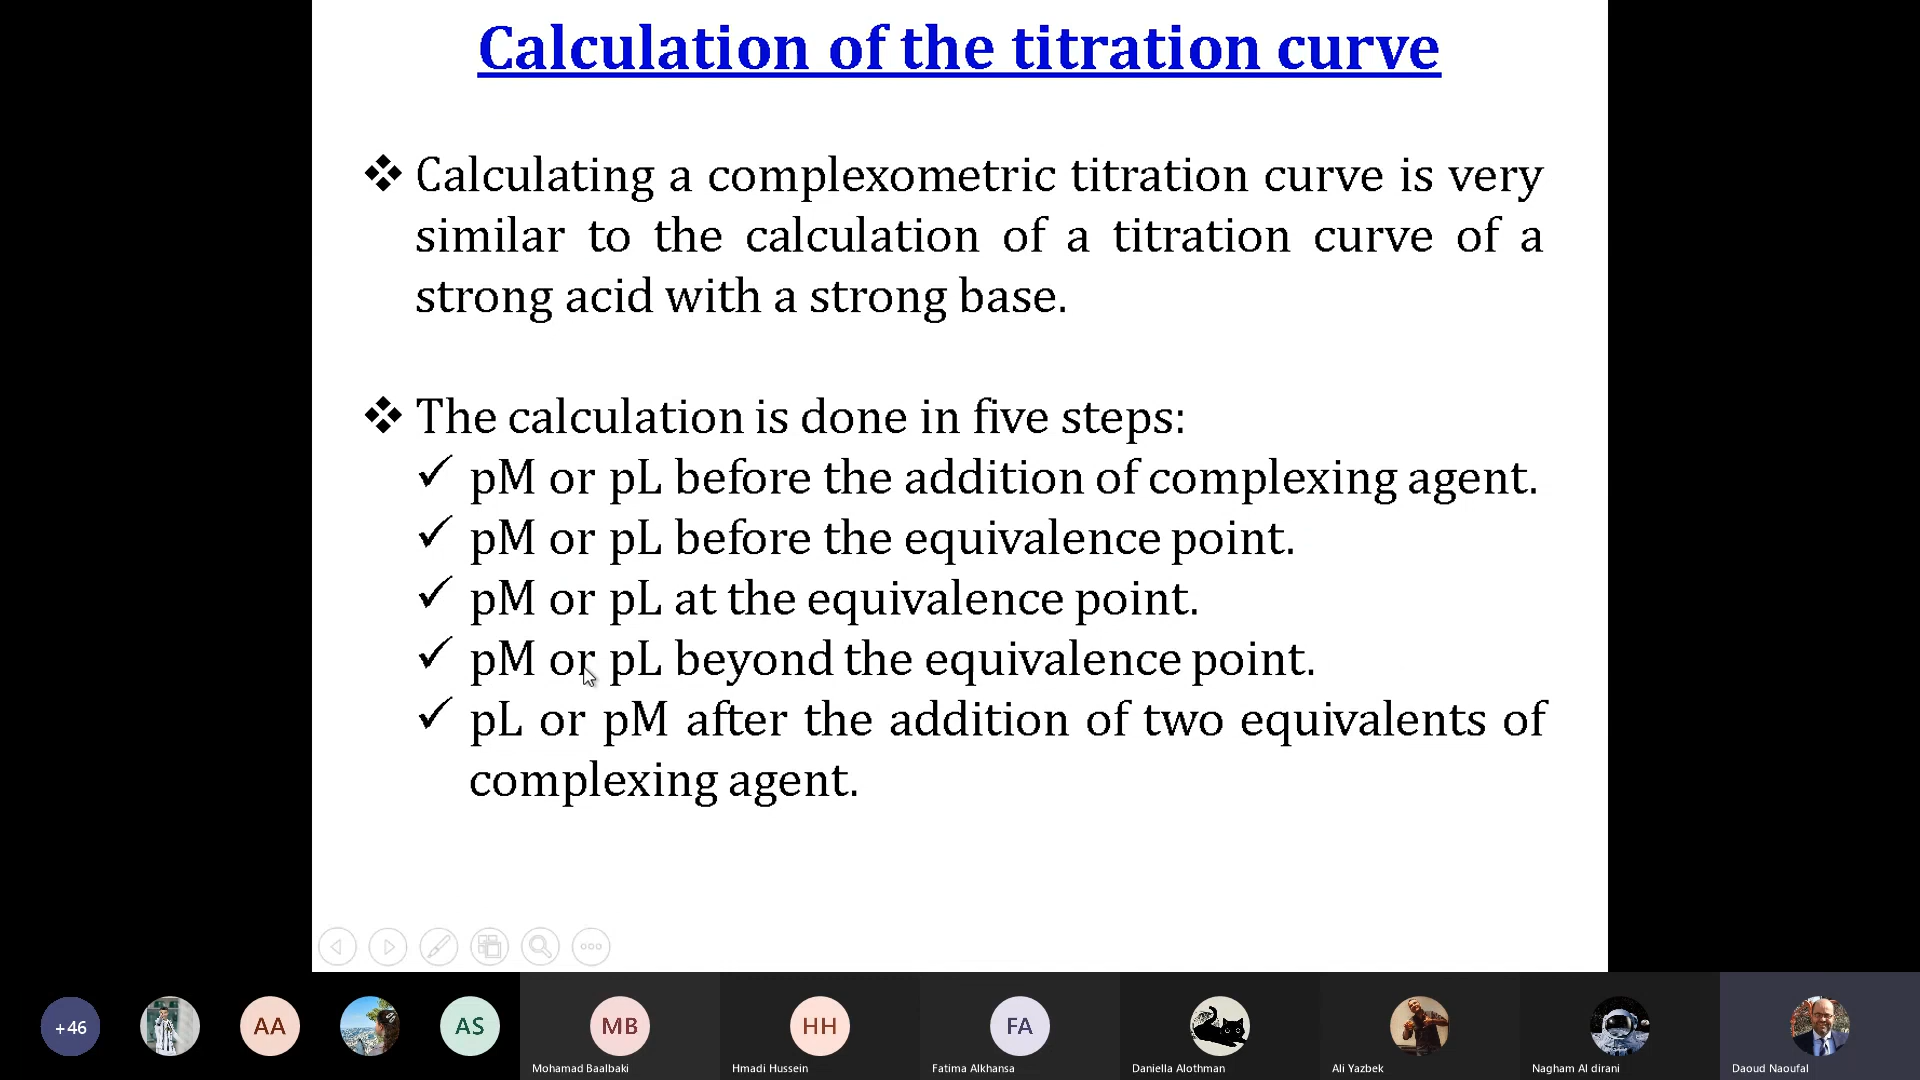 Calculation of the titration curve
❖ Calculating a complexometric titration curve is very
similar to the calculation of a titration curve of a
strong acid with a strong base.
❖ The calculation is done in five steps:
✓ pM or pL before the addition of complexing agent.
✓ pM or pL before the equivalence point.
✓ pM or pL at the equivalence point.
✓ pM or pL beyond the equivalence point.
✓ pL or pM after the addition of two equivalents of
complexing agent.
+46
AA
AS
MB
HH
FA
Mohamad Baalbaki
Hmadi Hussein
Fatima Alkhansa
Daniella Alothman
Ali Yazbek
Nagham Al dirani
Daoud Naoufal